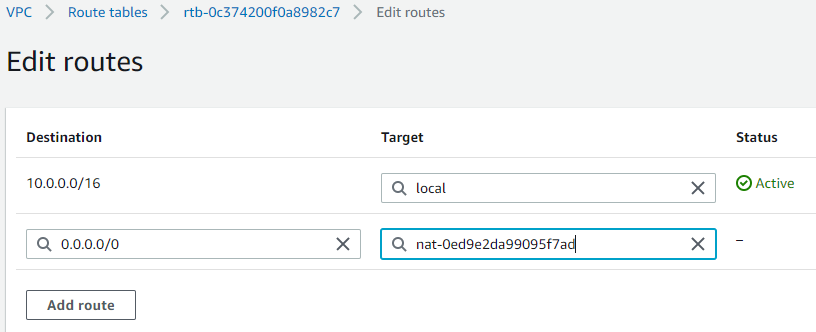 VPC > Route tables > rtb-0c374200f0a8982c7 > Edit routes
Edit routes
Destination Target Status
10.0.0.0/16 local Active
0.0.0.0/0 nat-0ed9e2da99095f7ad –
Add route